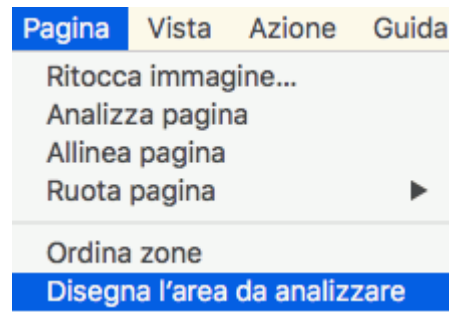 Pagina Vista Azione Guida
Ritocca immagine...
Analizza pagina
Allinea pagina
Ruota pagina
Ordina zone
Disegna l'area da analizzare